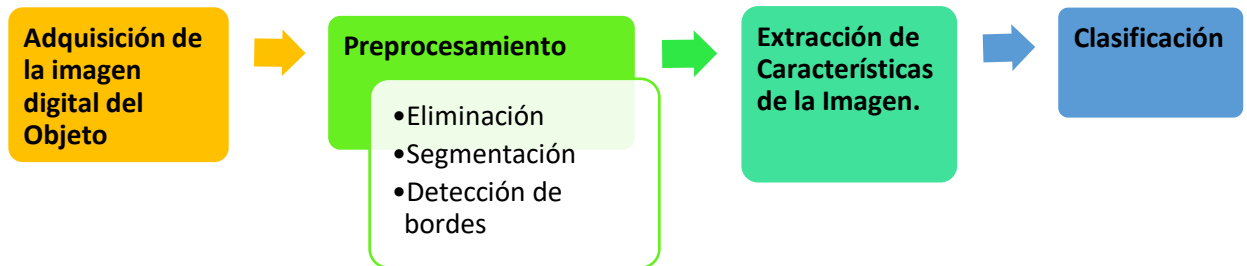 Adquisición de
la imagen
digital del
Objeto
Preprocesamiento
•Eliminación
•Segmentación
•Detección de
bordes
Extracción de
Características
de la Imagen.
Clasificación